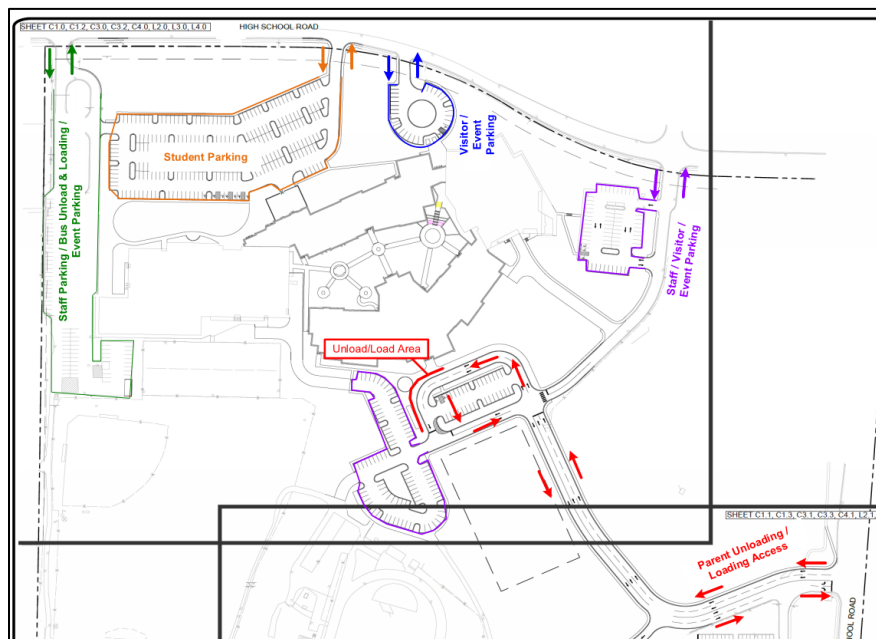 SHEET C1.0, C1.2, C3.0, C3.2, C4.0, L2.0, L3.0, L4.0
HIGH SCHOOL ROAD
Student Parking
Visitor /
Event
Parking
Staff Parking / Bus Unload & Loading /
Event Parking
Staff / Visitor /
Event Parking
Unload/Load Area
SHEET C1.1, C1.3, C3.1, C3.3, C4.1, L2.1,
Parent Unloading /
Loading Access
OOL ROAD